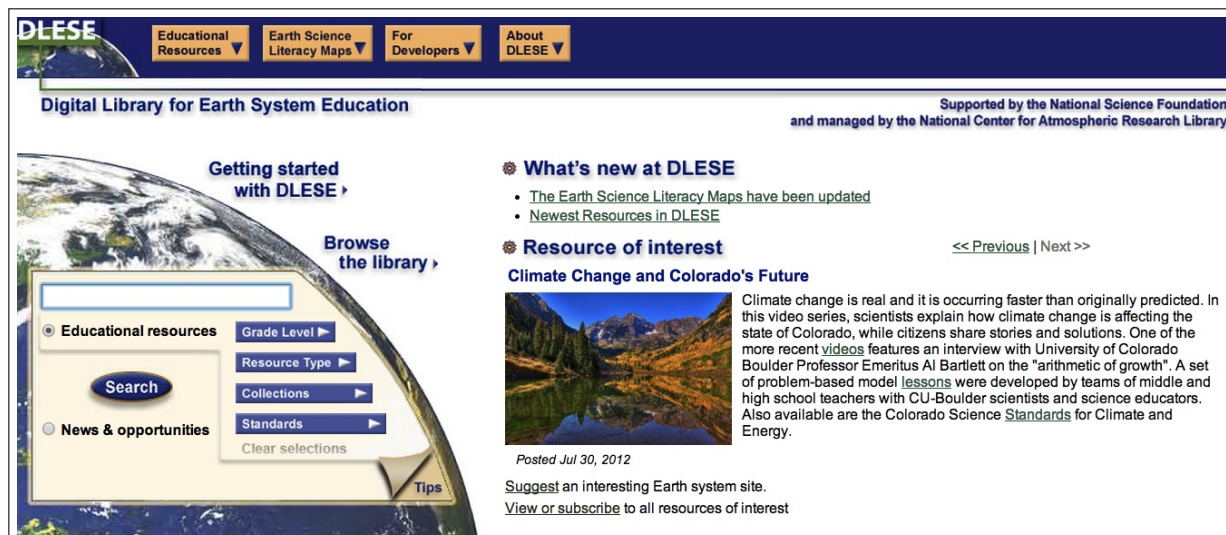 DLESE
Educational
Resources
Earth Science
Literacy Maps
For
Developers
About
DLESE
Digital Library for Earth System Education
Supported by the National Science Foundation
and managed by the National Center for Atmospheric Research Library
Getting started
with DLESE
Browse
the library
Educational resources
Grade Level
Resource Type
Search
Collections
Standards
News & opportunities
Clear selections
Tips
What's new at DLESE
The Earth Science Literacy Maps have been updated
Newest Resources in DLESE
Resource of interest
<< Previous | Next >>
Climate Change and Colorado's Future
Climate change is real and it is occurring faster than originally predicted. In
this video series, scientists explain how climate change is affecting the
state of Colorado, while citizens share stories and solutions. One of the
more recent videos features an interview with University of Colorado
Boulder Professor Emeritus Al Bartlett on the "arithmetic of growth". A set
of problem-based model lessons were developed by teams of middle and
high school teachers with CU-Boulder scientists and science educators.
Also available are the Colorado Science Standards for Climate and
Energy.
Posted Jul 30, 2012
Suggest an interesting Earth system site.
View or subscribe to all resources of interest